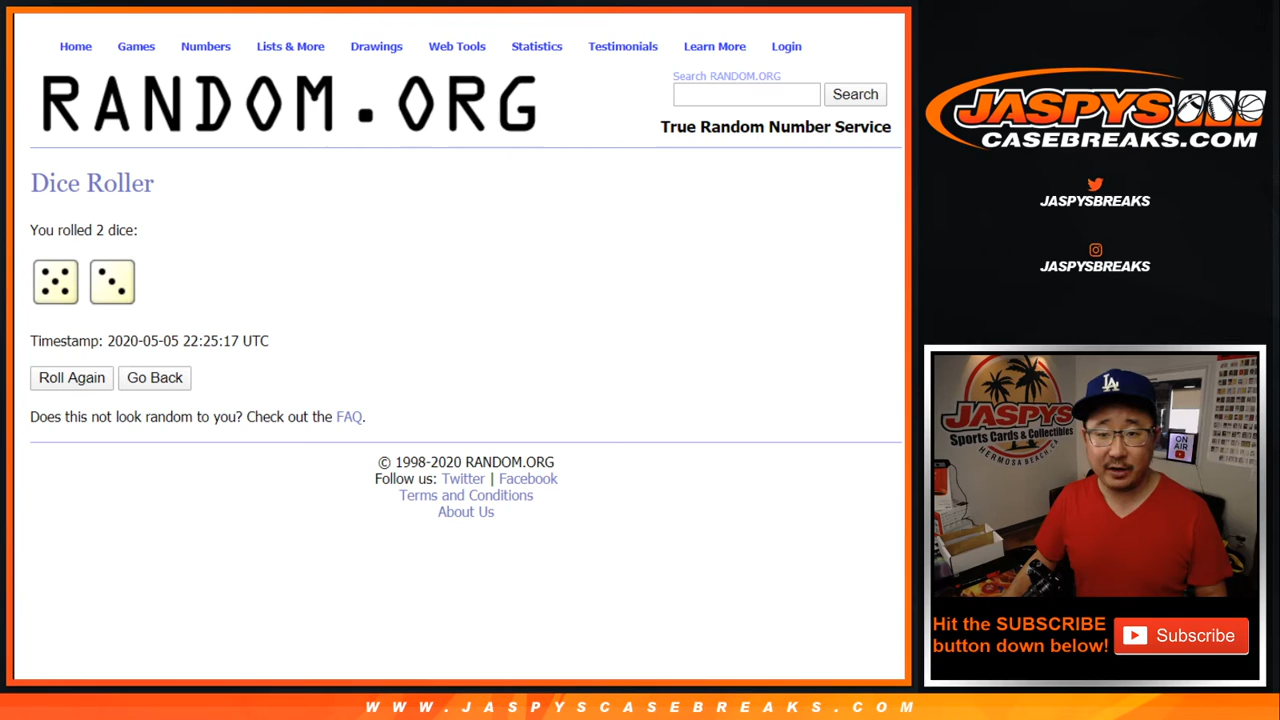 Home Games Numbers Lists & More Drawings Web Tools Statistics Testimonials Learn More Login
RANDOM.ORG
Search RANDOM.ORG
Search
True Random Number Service
Dice Roller
You rolled 2 dice:
Timestamp: 2020-05-05 22:25:17 UTC
Roll Again Go Back
Does this not look random to you? Check out the FAQ.
© 1998-2020 RANDOM.ORG
Follow us: Twitter | Facebook
Terms and Conditions
About Us
JASPYS
CASEBREAKS.COM
JASPYSBREAKS
JASPYSBREAKS
JASPYS
Sports Cards & Collectibles
HERMOSA BEACH, CA
LA
ON
AIR
Hit the SUBSCRIBE
button down below!
Subscribe
WWW.JASPYSCASEBREAKS.COM